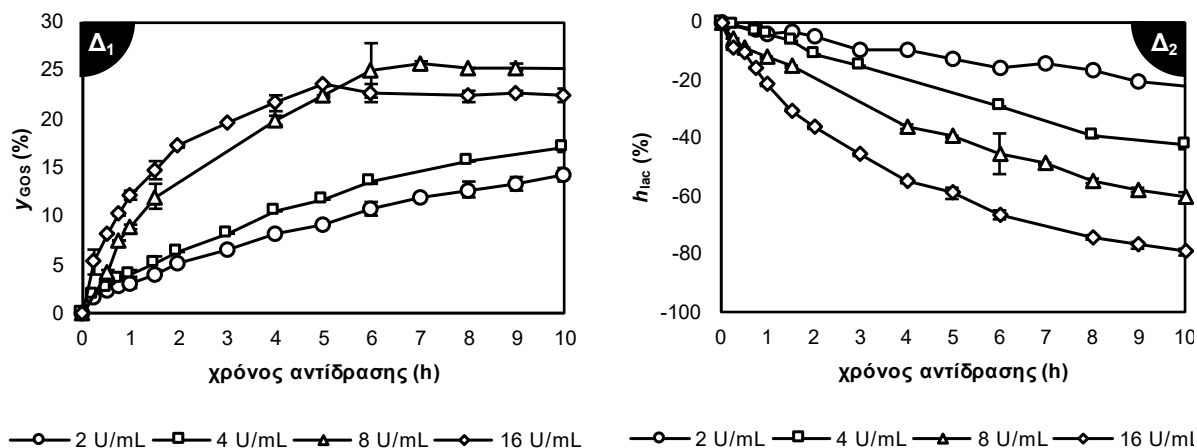 Δ1
30
25
20
15
10
5
0
yGOS (%)
0 1 2 3 4 5 6 7 8 9 10
χρόνος αντίδρασης (h)
2 U/mL 4 U/mL 8 U/mL 16 U/mL
Δ2
0
-20
-40
-60
-80
-100
hlac (%)
0 1 2 3 4 5 6 7 8 9 10
χρόνος αντίδρασης (h)
2 U/mL 4 U/mL 8 U/mL 16 U/mL